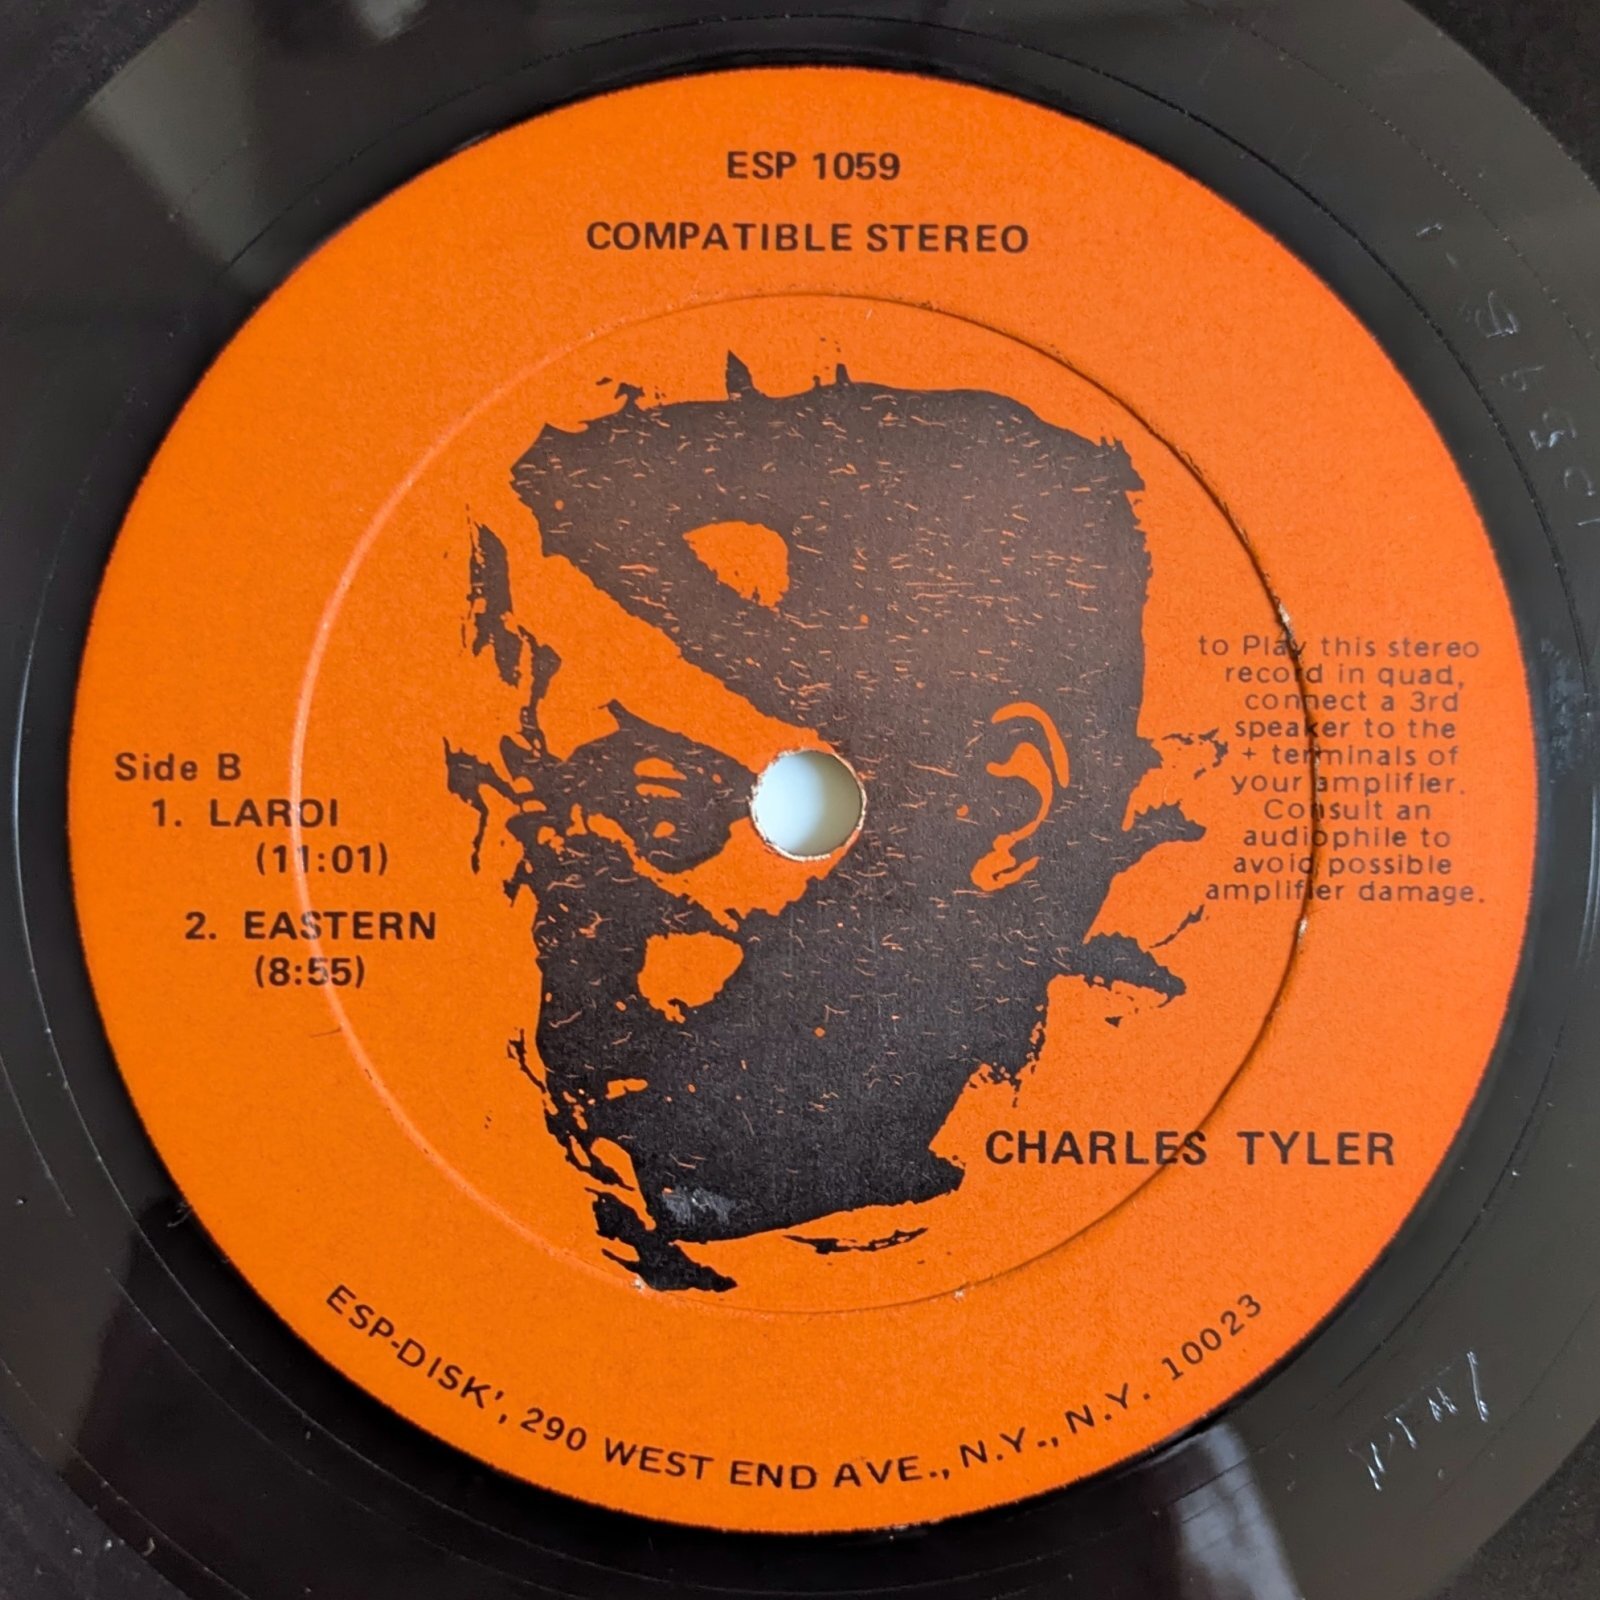 ESP 1059
COMPATIBLE STEREO
to Play this stereo
record in quad,
connect a 3rd
speaker to the
+ terminals of
your amplifier.
Consult an
audiophile to
avoid possible
amplifier damage.
Side B
1. LAROI
(11:01)
2. EASTERN
(8:55)
CHARLES TYLER
ESP-DISK', 290 WEST END AVE., N.Y., N.Y. 10023